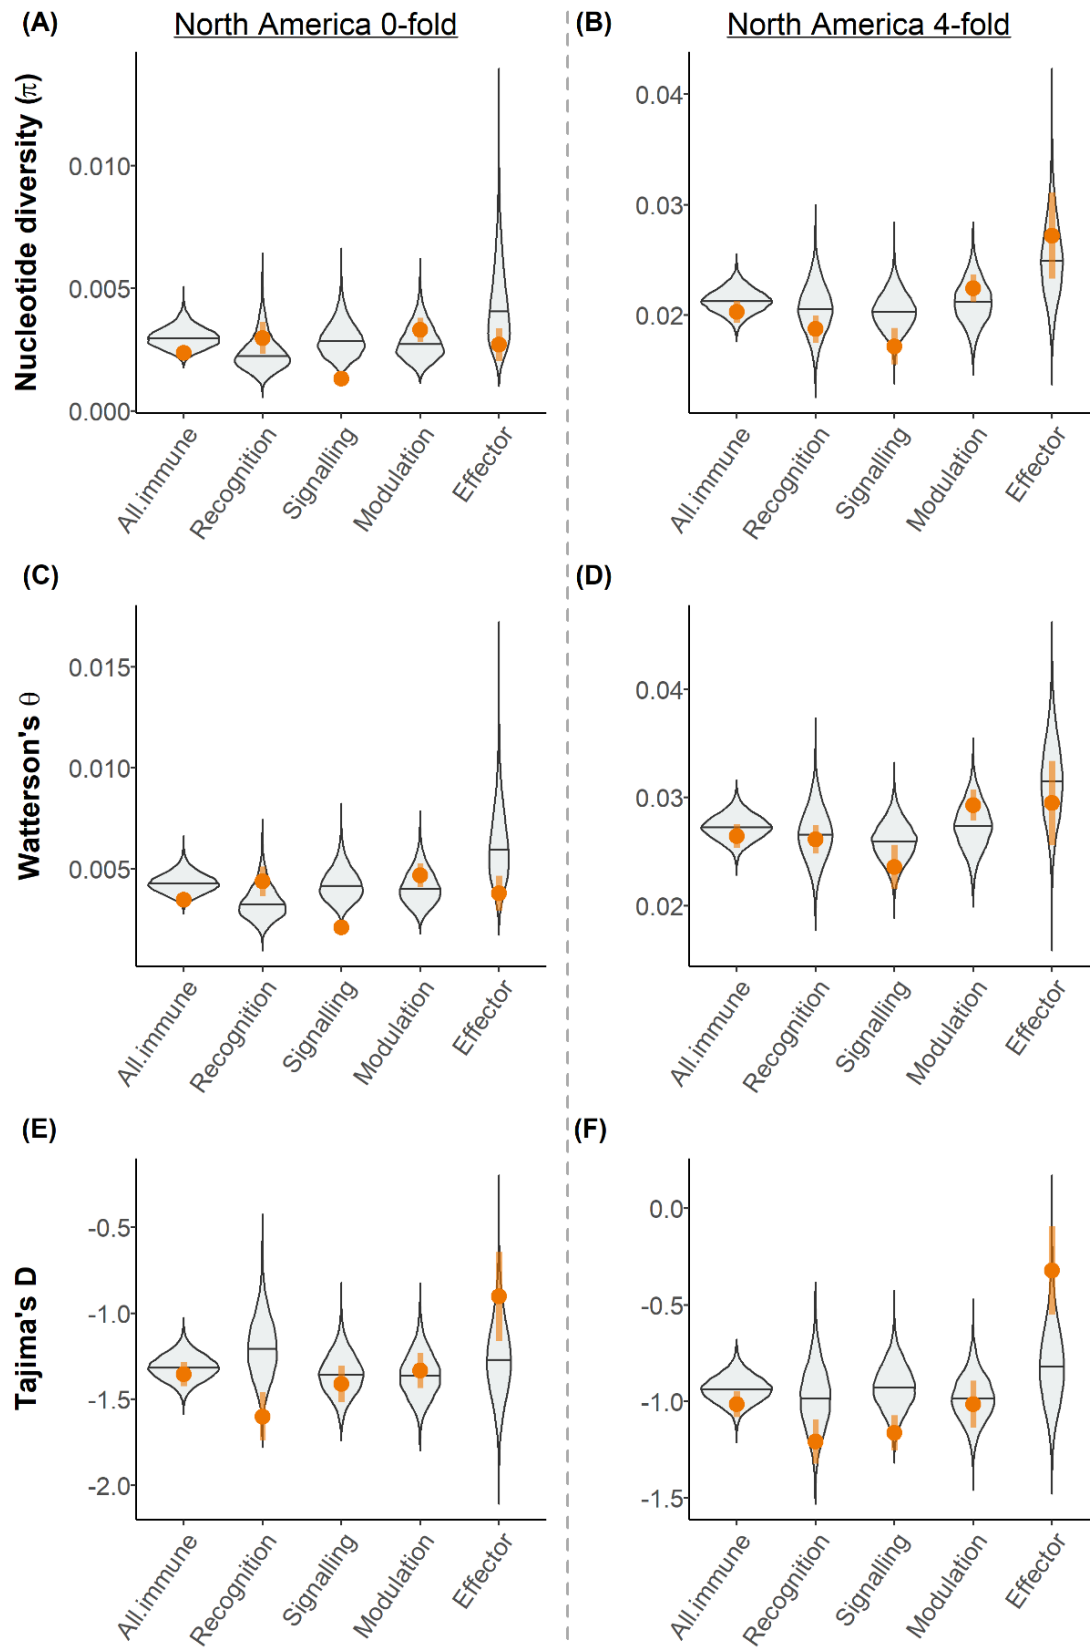 (A) North America 0-fold
(B) North America 4-fold
Nucleotide diversity (π)
0.010
0.005
0.000
All.immune Recognition Signalling Modulation Effector
0.04
0.03
0.02
All.immune Recognition Signalling Modulation Effector
(C)
(D)
Watterson's θ
0.015
0.010
0.005
All.immune Recognition Signalling Modulation Effector
0.04
0.03
0.02
All.immune Recognition Signalling Modulation Effector
(E)
(F)
Tajima's D
-0.5
-1.0
-1.5
-2.0
All.immune Recognition Signalling Modulation Effector
0.0
-0.5
-1.0
-1.5
All.immune Recognition Signalling Modulation Effector